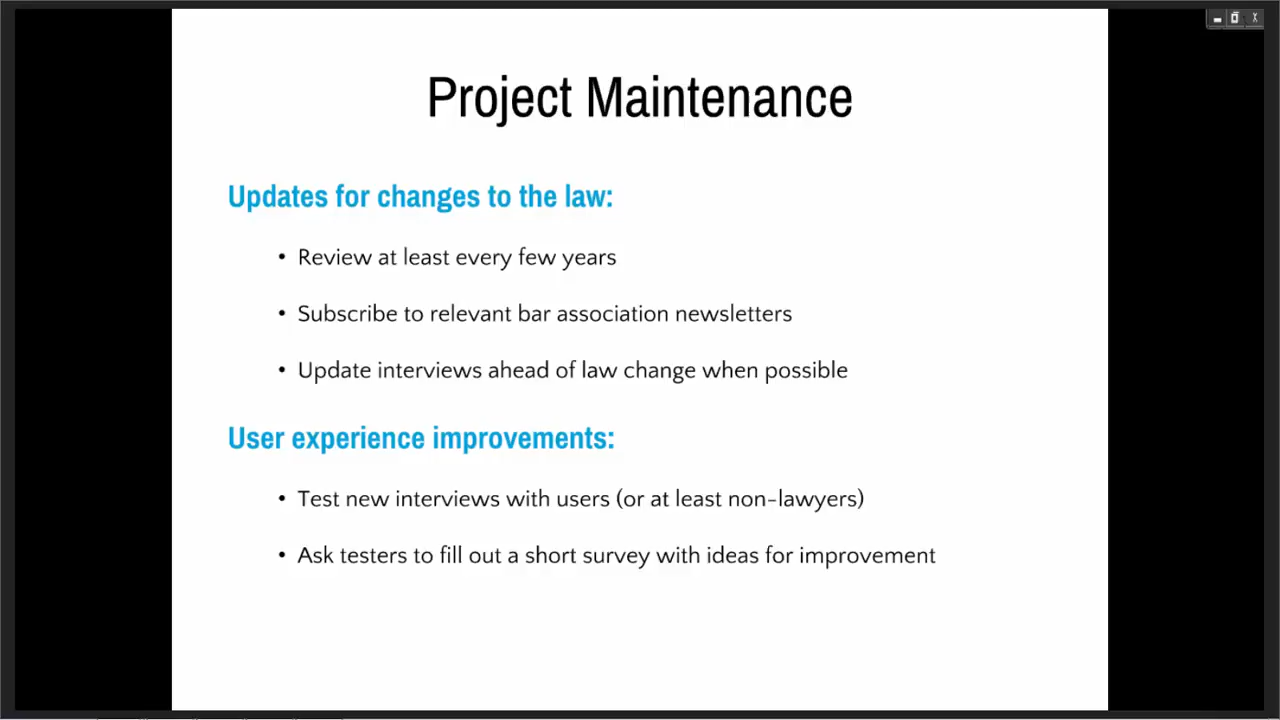 Project Maintenance
Updates for changes to the law:
• Review at least every few years
• Subscribe to relevant bar association newsletters
• Update interviews ahead of law change when possible
User experience improvements:
• Test new interviews with users (or at least non-lawyers)
• Ask testers to fill out a short survey with ideas for improvement